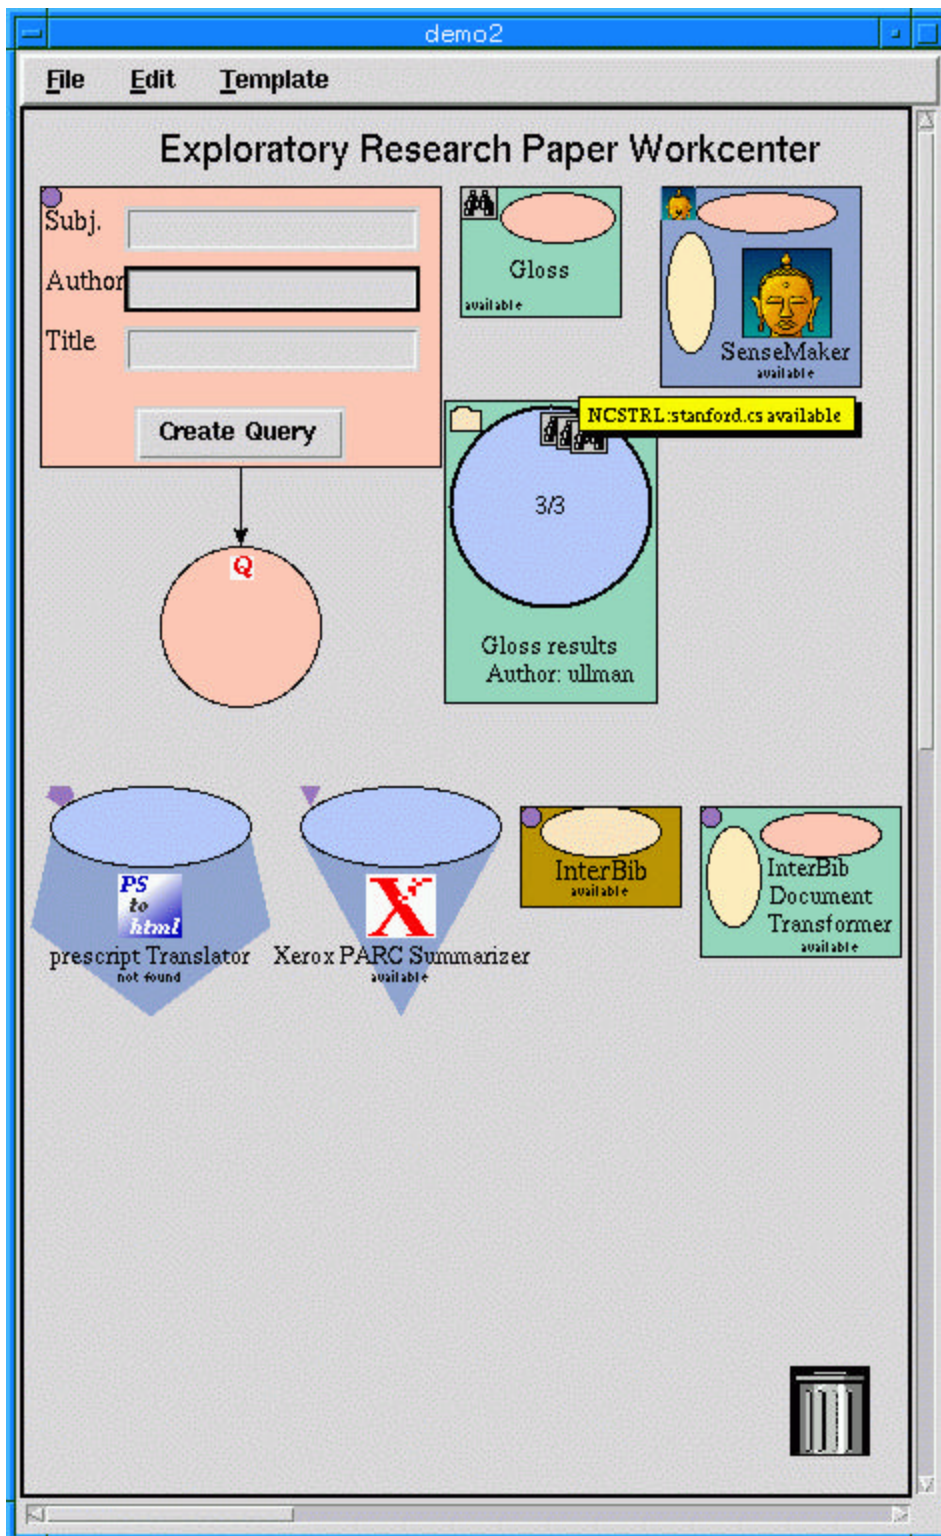 demo2
File Edit Template
Exploratory Research Paper Workcenter
Subj.
Author
Title
Create Query
Gloss
available
SenseMaker
available
NCSTRL:stanford.cs available
3/3
Q
Gloss results
Author: ullman
PS
to
html
prescript Translator
not found
X
Xerox PARC Summarizer
available
InterBib
available
InterBib
Document
Transformer
available